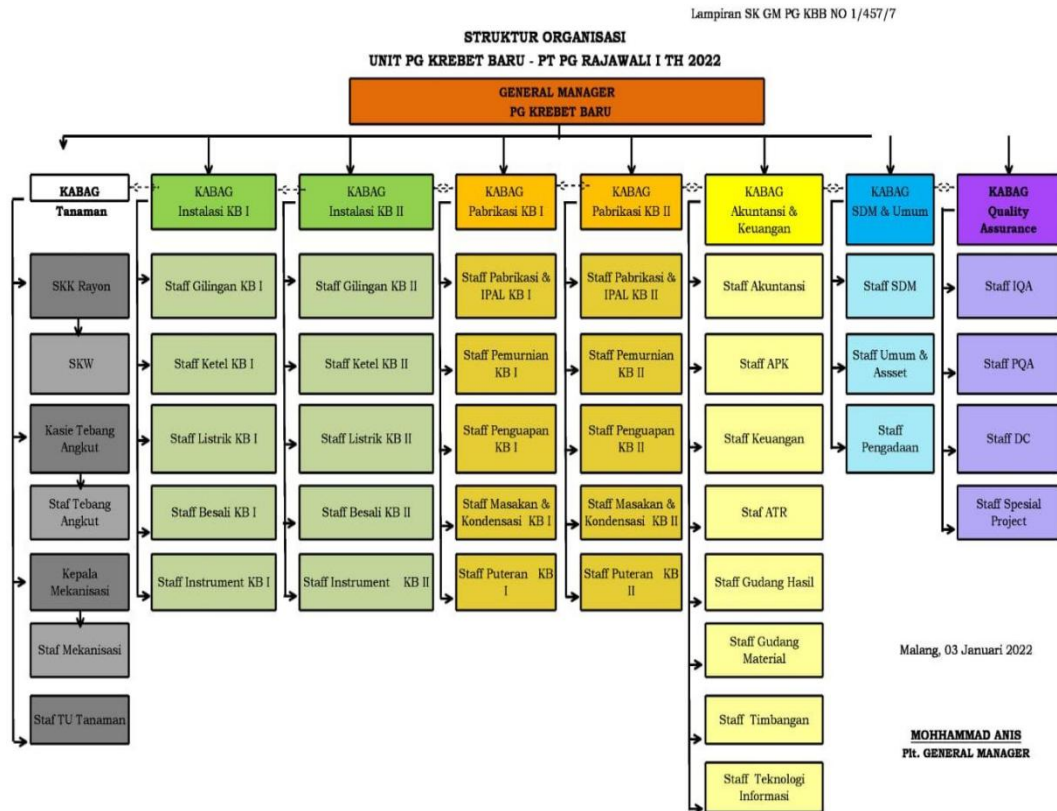 Lampiran SK GM PG KBB NO 1/457/7
STRUKTUR ORGANISASI
UNIT PG KREBET BARU - PT PG RAJAWALI I TH 2022
GENERAL MANAGER
PG KREBET BARU
KABAG
Tanaman
KABAG
Instalasi KB I
KABAG
Instalasi KB II
KABAG
Pabrikasi KB I
KABAG
Pabrikasi KB II
KABAG
Akuntansi &
Keuangan
KABAG
SDM & Umum
KABAG
Quality
Assurance
SKK Rayon
SKW
Kasie Tebang
Angkut
Staf Tebang
Angkut
Kepala
Mekanisasi
Staf Mekanisasi
Staf TU Tanaman
Staff Gilingan KB I
Staff Ketel KB I
Staff Listrik KB I
Staff Besali KB I
Staff Instrument KB I
Staff Gilingan KB II
Staff Ketel KB II
Staff Listrik KB II
Staff Besali KB II
Staff Instrument KB II
Staff Pabrikasi &
IPAL KB I
Staff Pemurnian
KB I
Staff Penguapan
KB I
Staff Masakan &
Kondensasi KB I
Staff Puteran KB
I
Staff Pabrikasi &
IPAL KB II
Staff Pemurnian
KB II
Staff Penguapan
KB II
Staff Masakan &
Kondensasi KB II
Staff Puteran KB
II
Staff Akuntansi
Staff APK
Staff Keuangan
Staf ATR
Staff Gudang Hasil
Staff Gudang
Material
Staff Timbangan
Staff Teknologi
Informasi
Staff SDM
Staff Umum &
Assset
Staff
Pengadaan
Staff IQA
Staff PQA
Staff DC
Staff Spesial
Project
Malang, 03 Januari 2022
MOHHAMMAD ANIS
Plt. GENERAL MANAGER